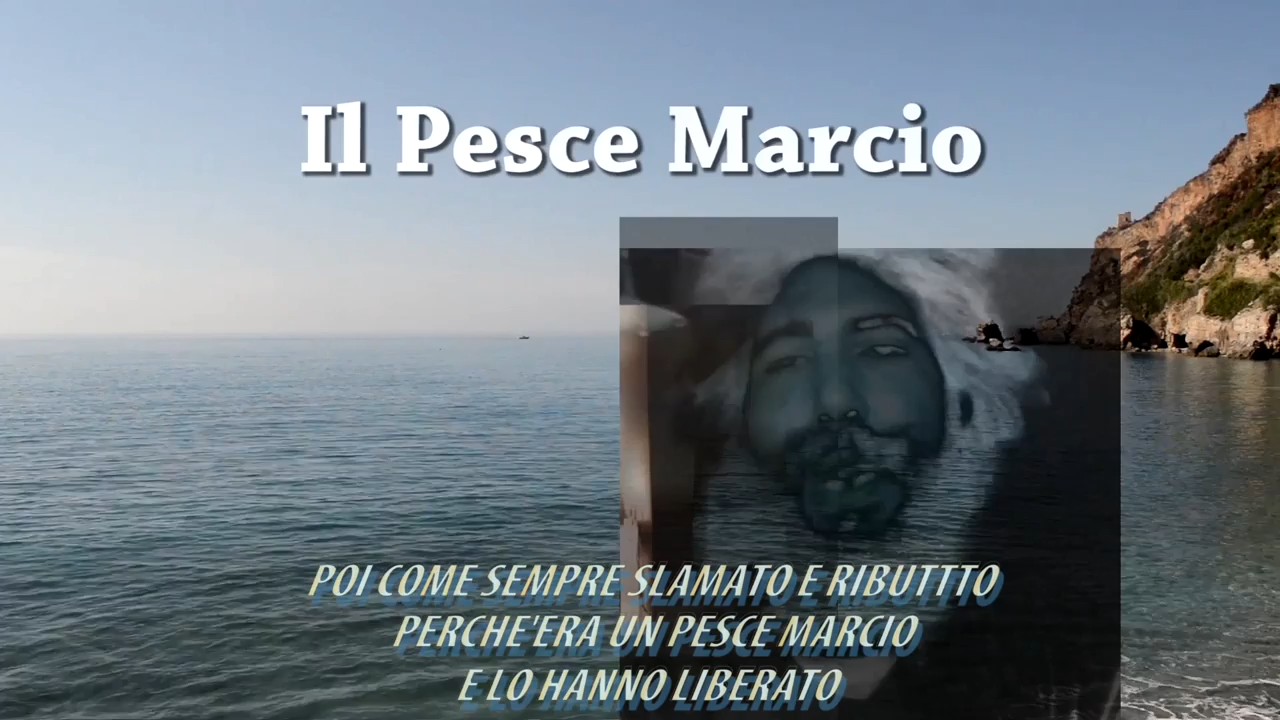 Il Pesce Marcio
POI COME SEMPRE SLAMATO E RIBUTTTO
PERCHE'ERA UN PESCE MARCIO
E LO HANNO LIBERATO